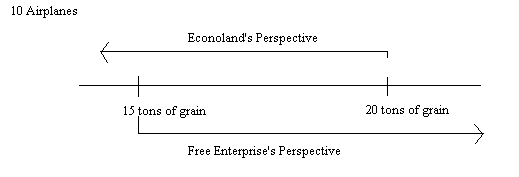 10 Airplanes
Econoland's Perspective
15 tons of grain
20 tons of grain
Free Enterprise's Perspective